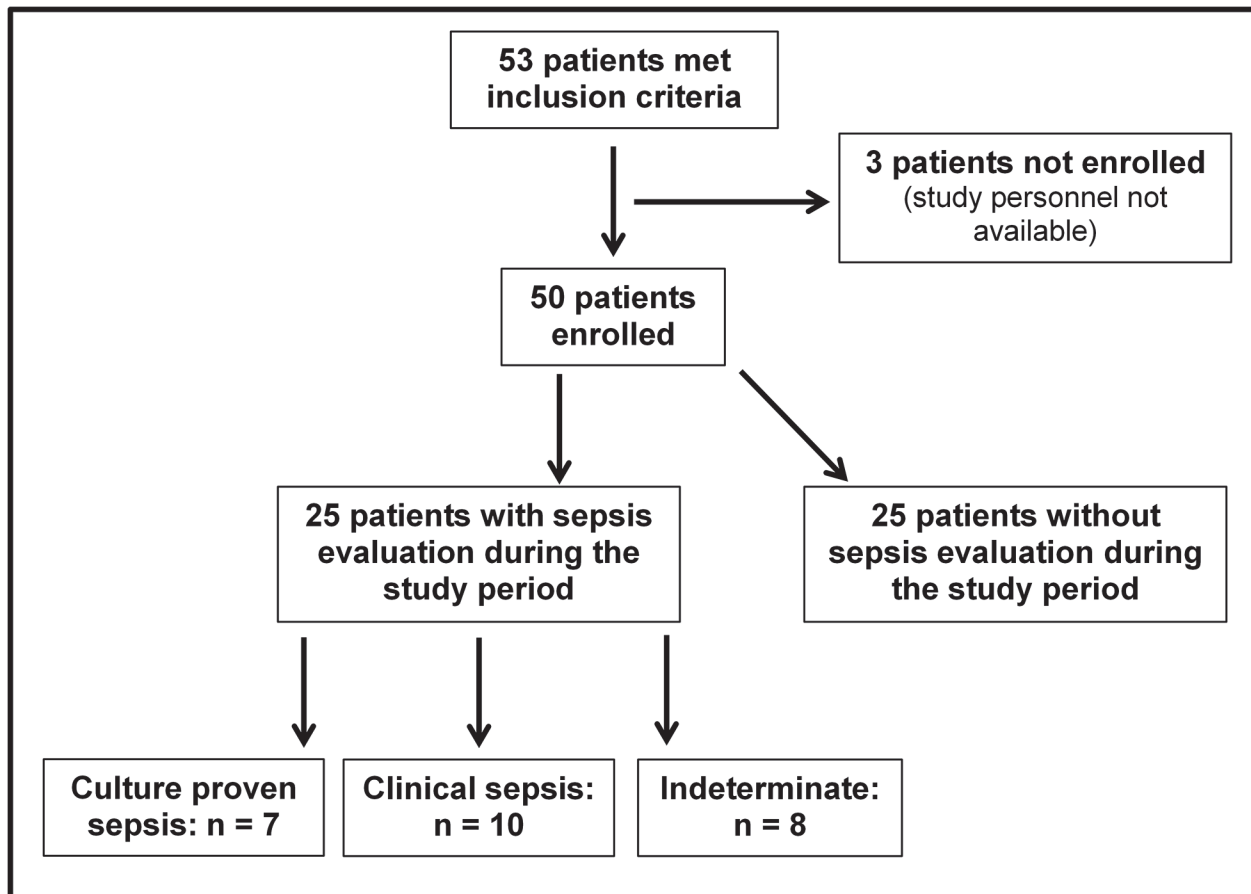 53 patients met
inclusion criteria
3 patients not enrolled
(study personnel not
available)
50 patients
enrolled
25 patients with sepsis
evaluation during the
study period
25 patients without
sepsis evaluation during
the study period
Culture proven
sepsis: n = 7
Clinical sepsis:
n = 10
Indeterminate:
n = 8